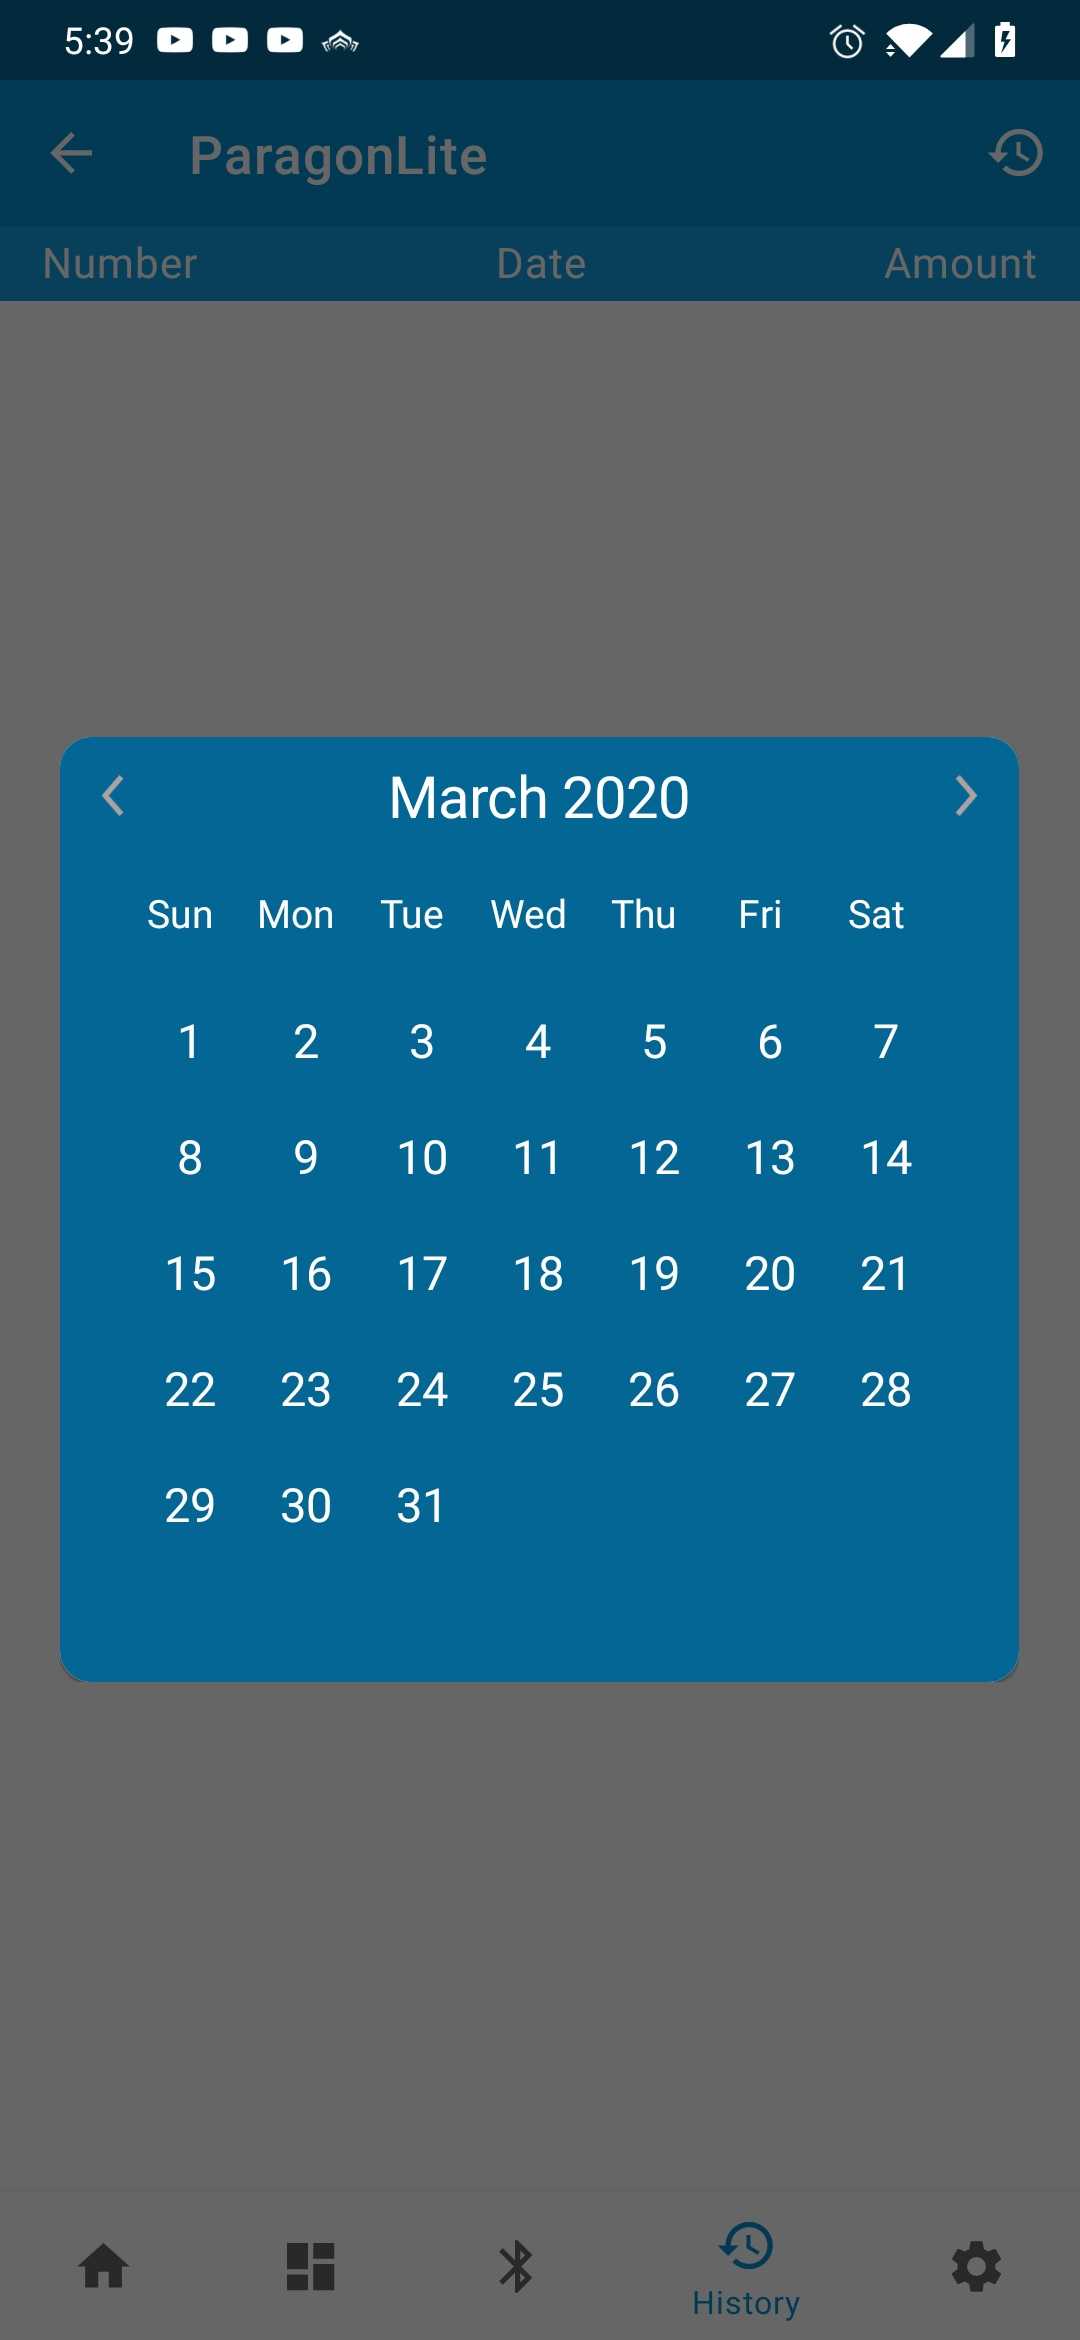 5:39
ParagonLite
Number Date Amount
March 2020
Sun Mon Tue Wed Thu Fri Sat
1 2 3 4 5 6 7
8 9 10 11 12 13 14
15 16 17 18 19 20 21
22 23 24 25 26 27 28
29 30 31
History